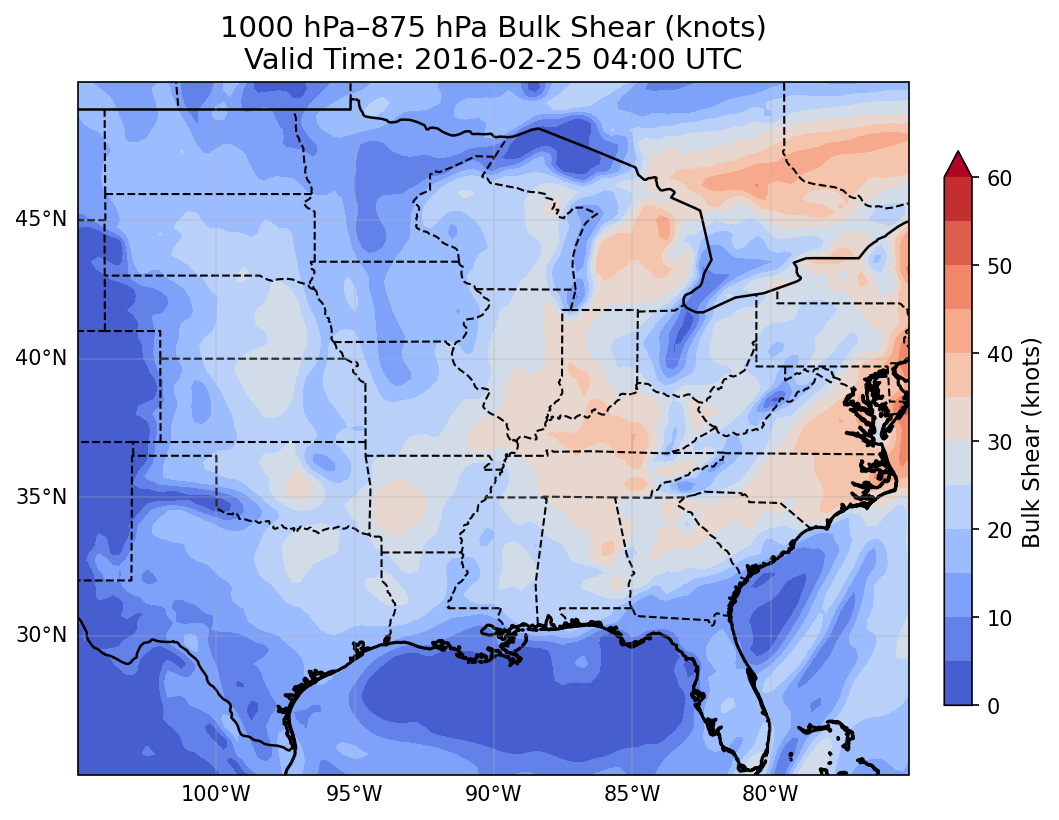 1000 hPa–875 hPa Bulk Shear (knots)
Valid Time: 2016-02-25 04:00 UTC
45°N
40°N
35°N
30°N
100°W
95°W
90°W
85°W
80°W
60
50
40
30
20
10
0
Bulk Shear (knots)